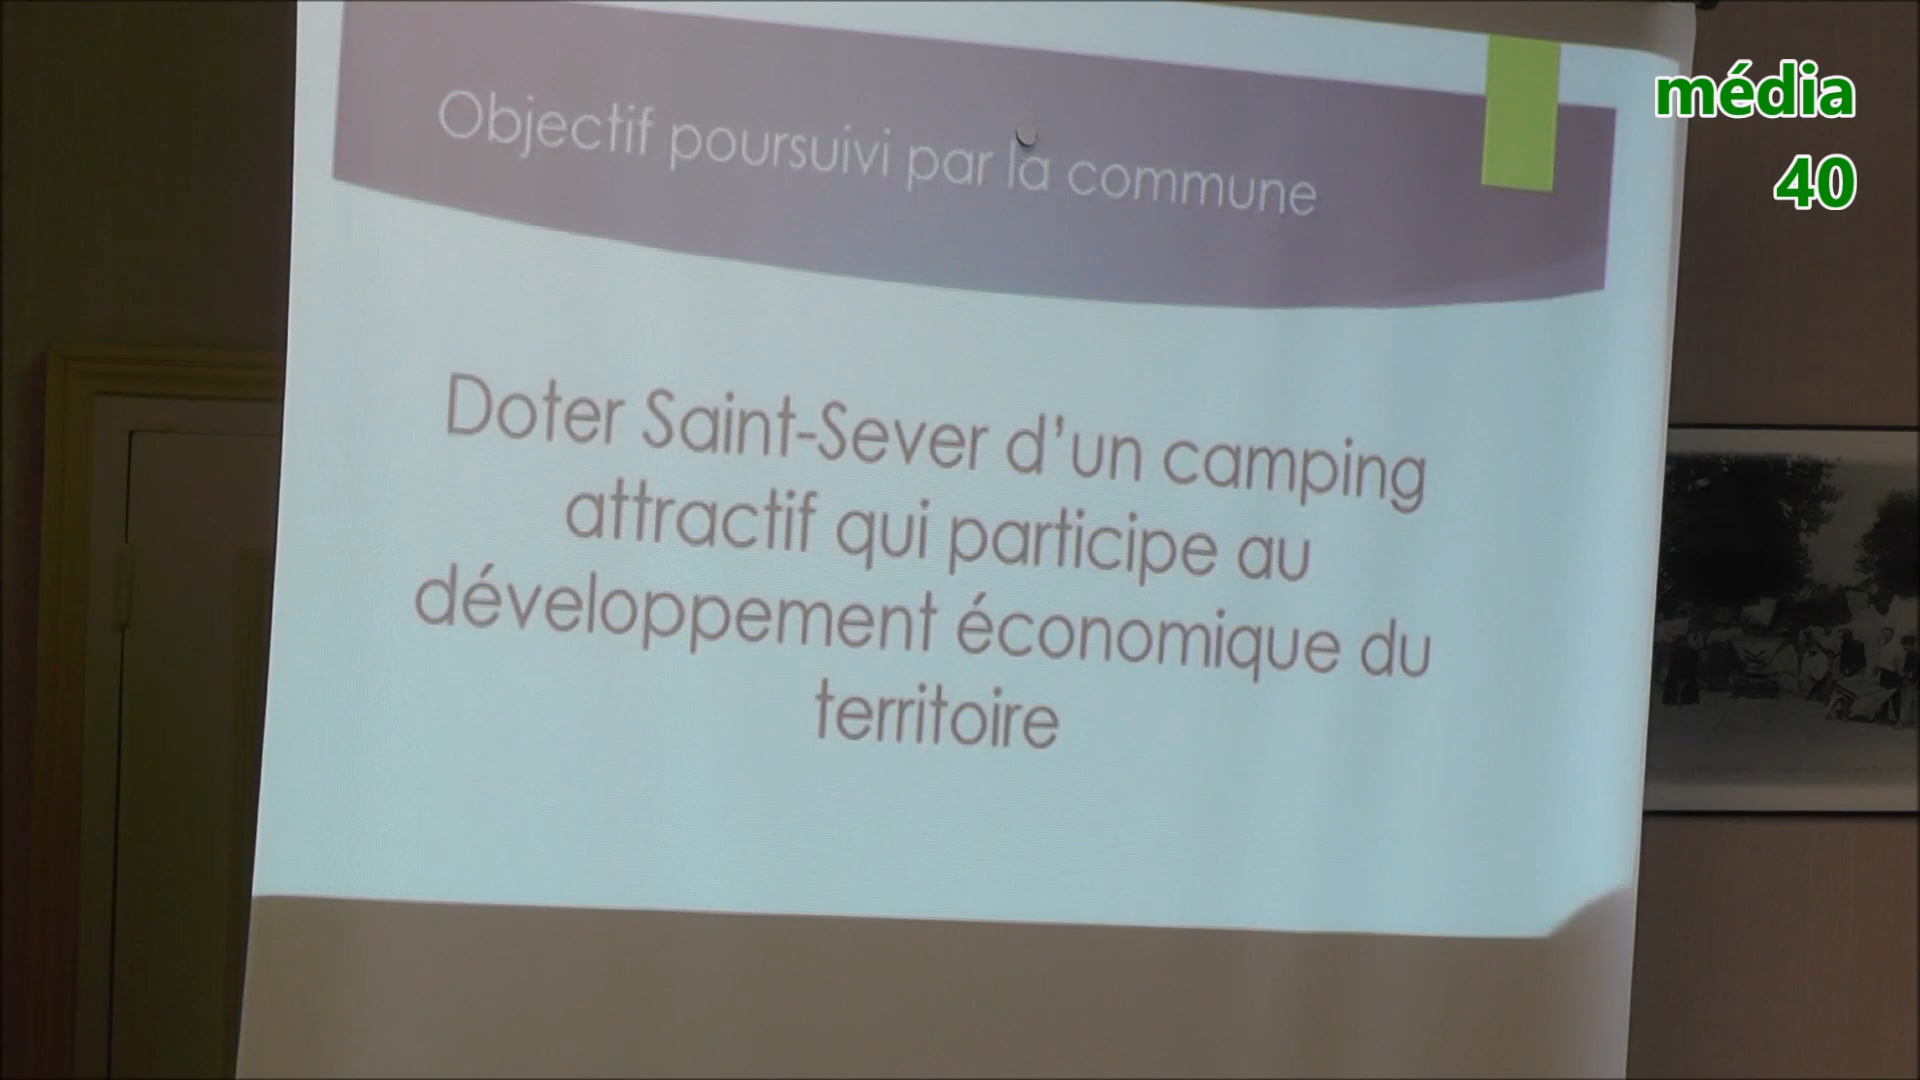 média
40
Objectif poursuivi par la commune
Doter Saint-Sever d'un camping
attractif qui participe au
développement économique du
territoire